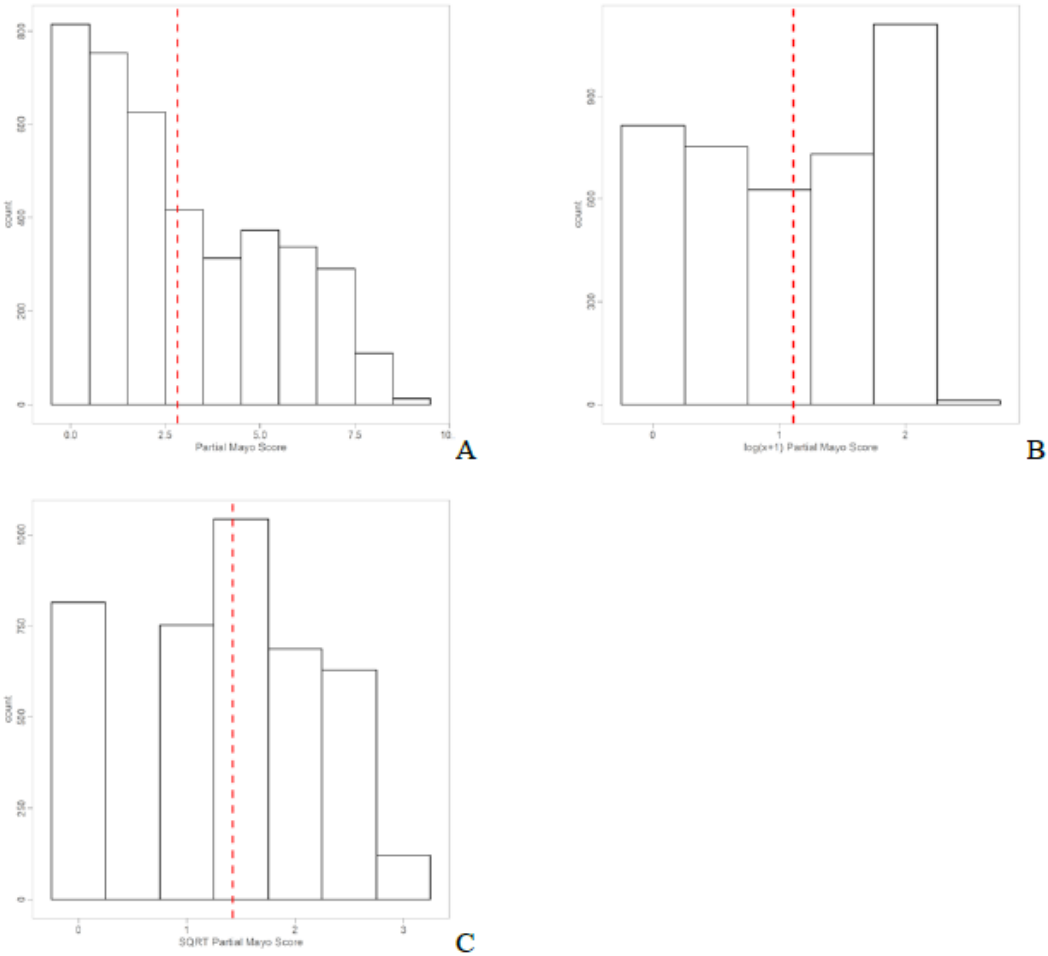 800
600
400
200
0
count
0.0 2.5 5.0 7.5 10.
Partial Mayo Score
A
900
600
300
0
count
0 1 2
log(x+1) Partial Mayo Score
B
1000
750
500
250
0
count
0 1 2 3
SQRT Partial Mayo Score
C